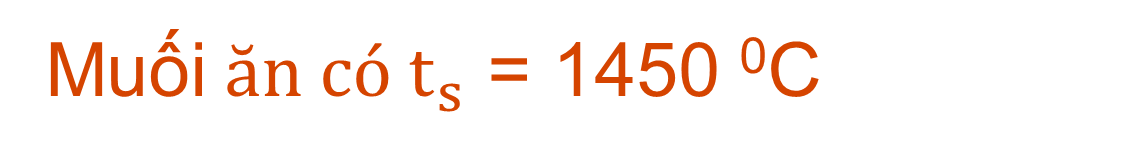 Muối ăn có tₛ = 1450 ⁰C